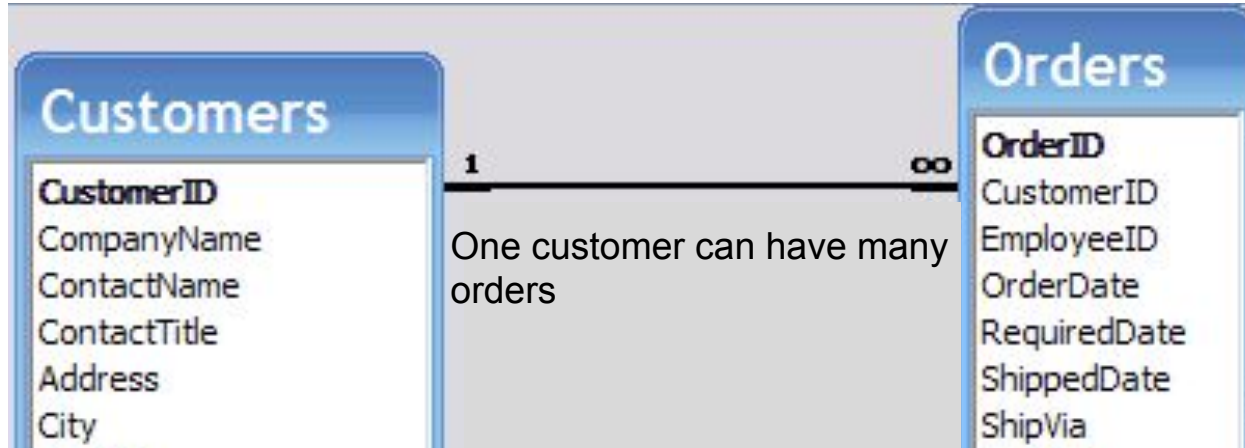 Customers
CustomerID
CompanyName
ContactName
ContactTitle
Address
City
1
∞
One customer can have many
orders
Orders
OrderID
CustomerID
EmployeeID
OrderDate
RequiredDate
ShippedDate
ShipVia